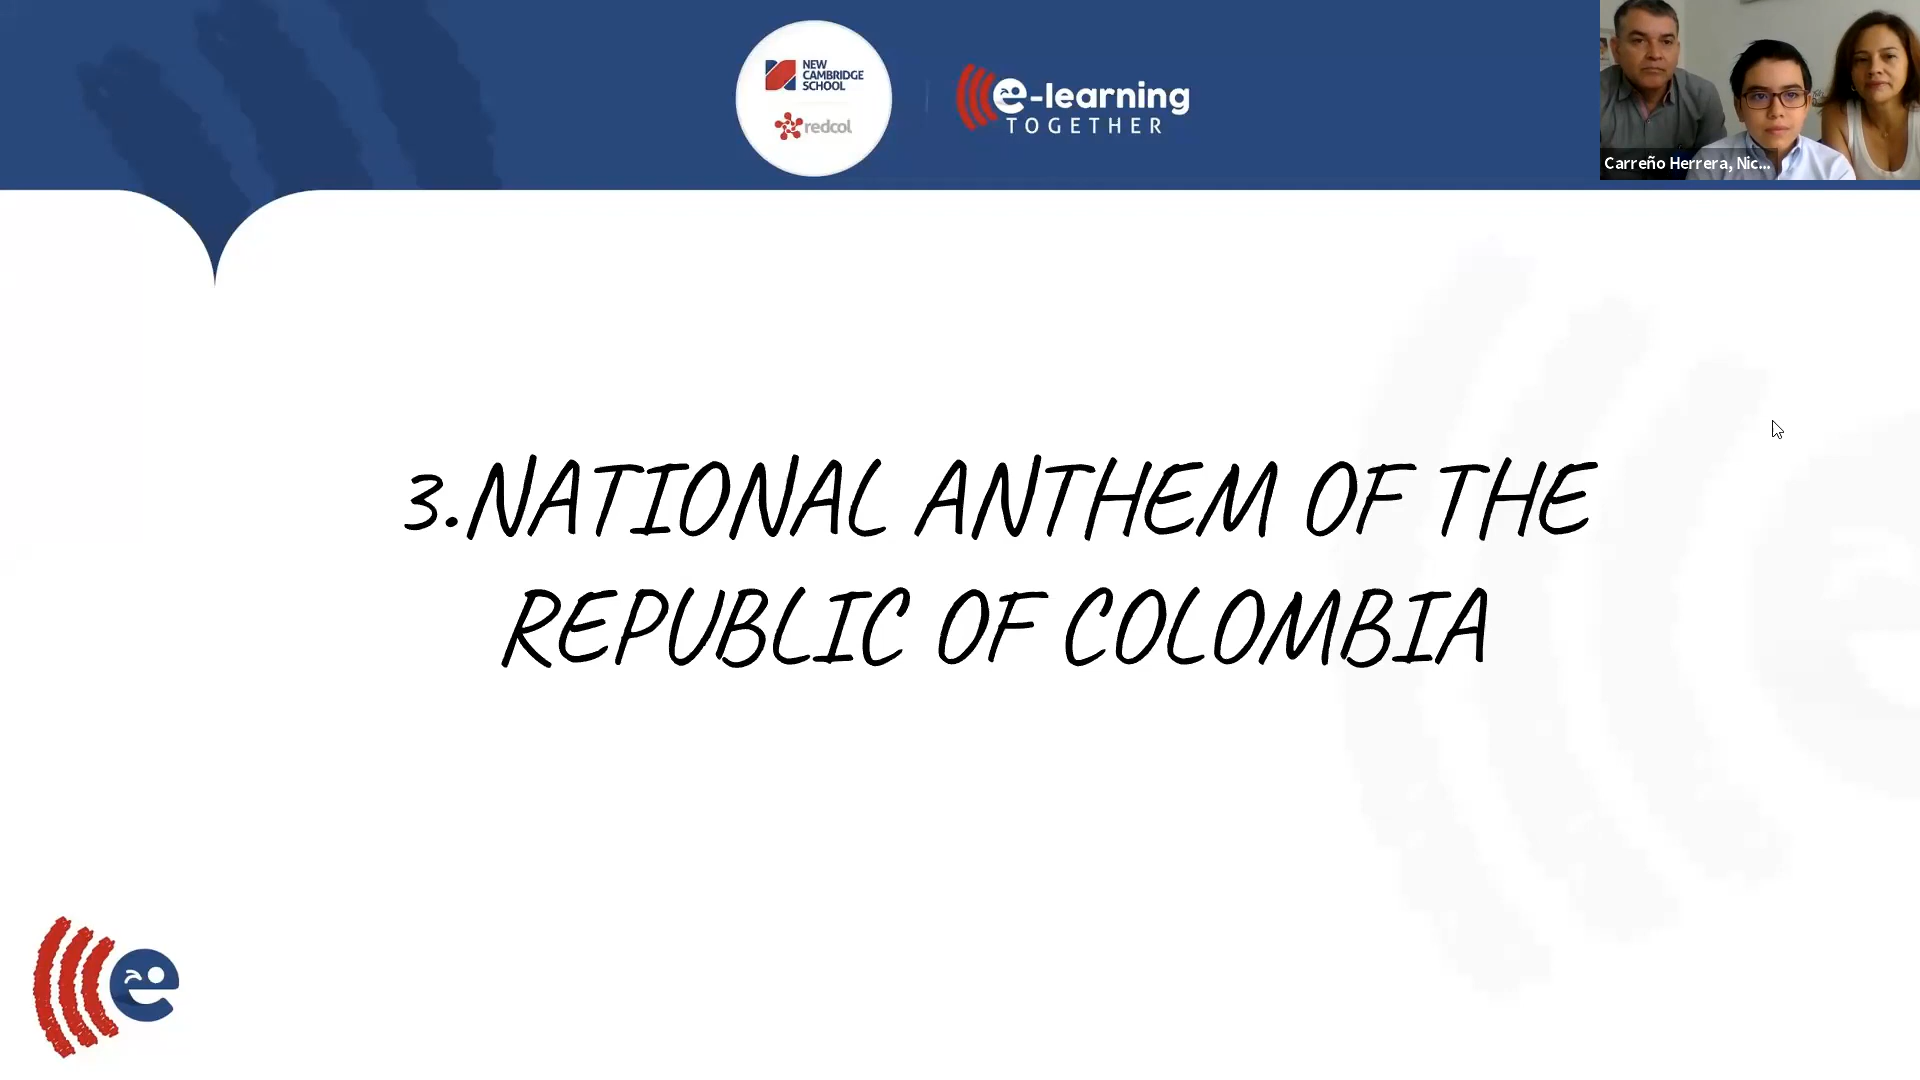 NEW
CAMBRIDGE
SCHOOL
redcol
e-learning
TOGETHER
Carreño Herrera, Nic...
3.NATIONAL ANTHEM OF THE
REPUBLIC OF COLOMBIA
e